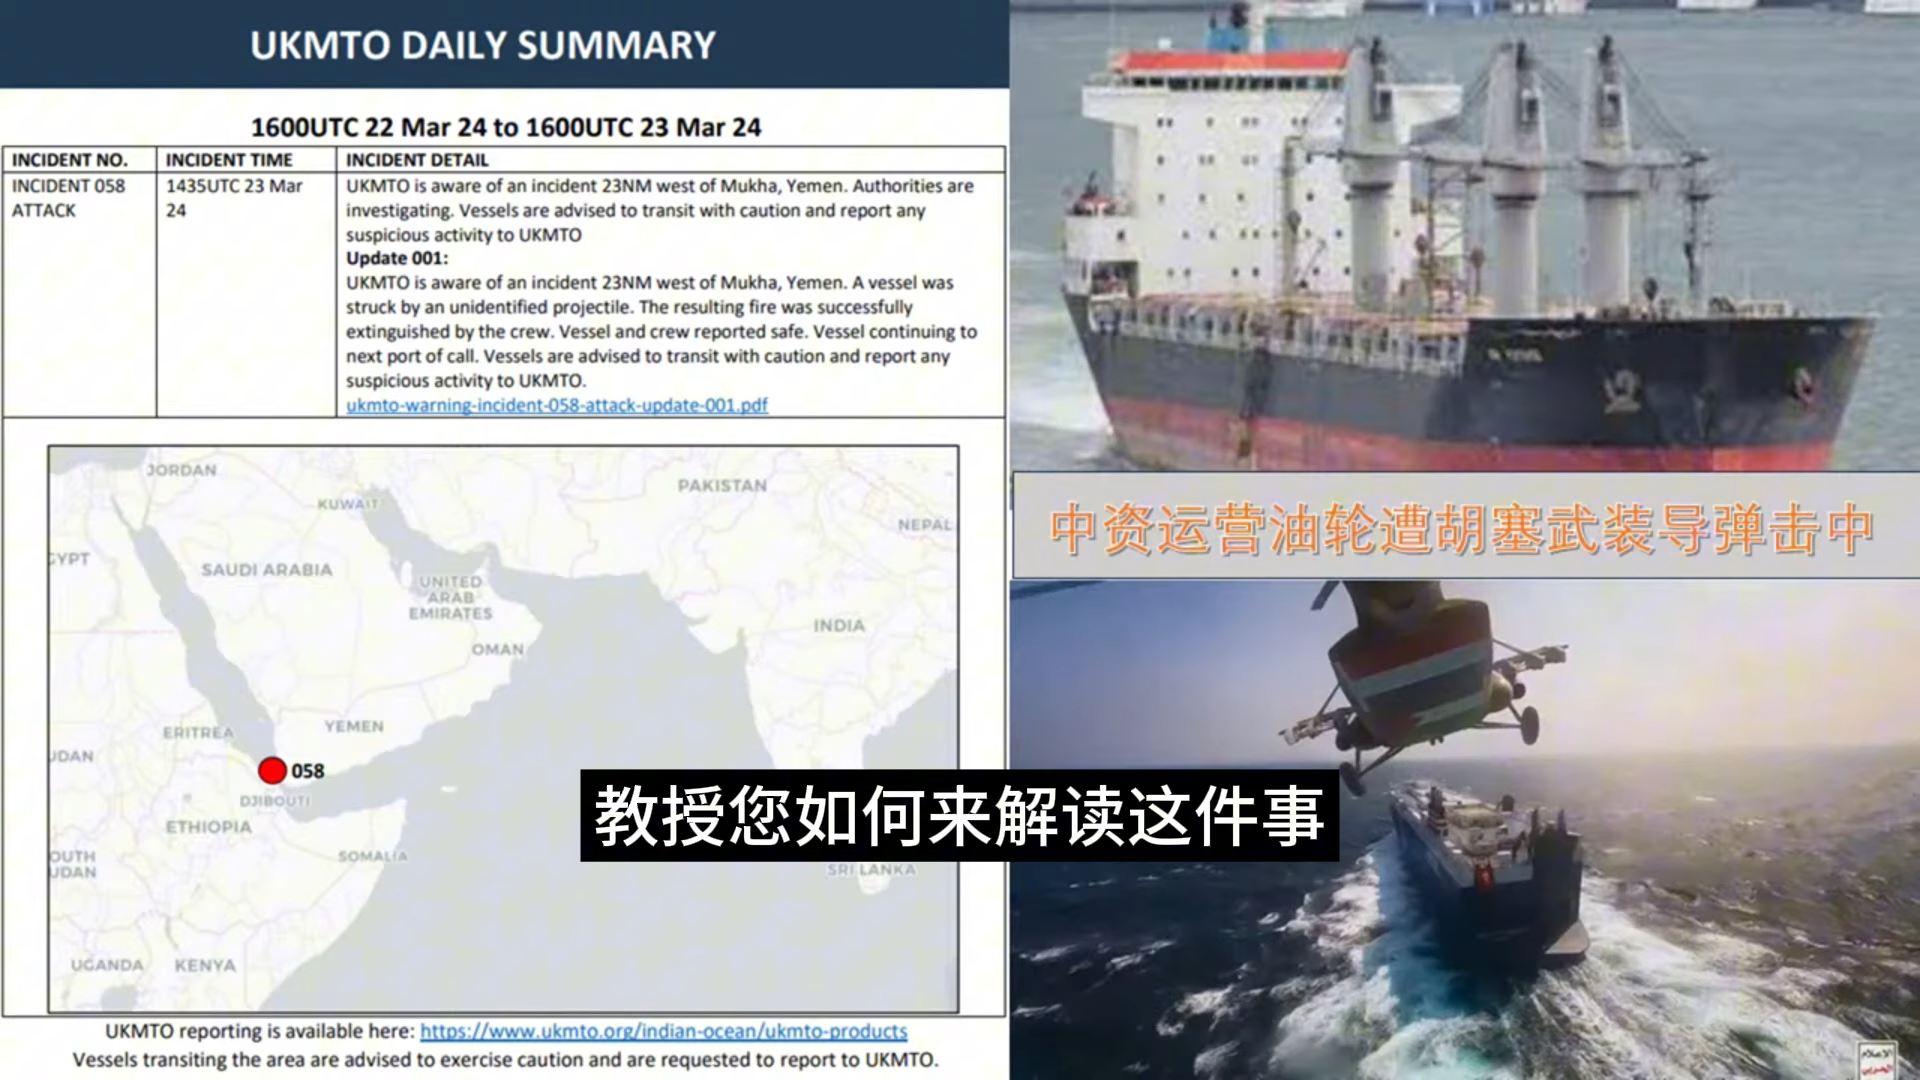 UKMTO DAILY SUMMARY
1600UTC 22 Mar 24 to 1600UTC 23 Mar 24
INCIDENT NO.
INCIDENT TIME
INCIDENT DETAIL
INCIDENT 058
ATTACK
1435UTC 23 Mar
24
UKMTO is aware of an incident 23NM west of Mukha, Yemen. Authorities are
investigating. Vessels are advised to transit with caution and report any
suspicious activity to UKMTO
Update 001:
UKMTO is aware of an incident 23NM west of Mukha, Yemen. A vessel was
struck by an unidentified projectile. The resulting fire was successfully
extinguished by the crew. Vessel and crew reported safe. Vessel continuing to
next port of call. Vessels are advised to transit with caution and report any
suspicious activity to UKMTO.
ukmto-warning-incident-058-attack-update-001.pdf
JORDAN
KUWAIT
PAKISTAN
NEPAL
GYPT
SAUDI ARABIA
UNITED
ARAB
EMIRATES
INDIA
OMAN
ERITREA
YEMEN
UDAN
058
DJIBOUTI
ETHIOPIA
OUTH
UDAN
SOMALIA
SRI LANKA
UGANDA
KENYA
UKMTO reporting is available here: https://www.ukmto.org/indian-ocean/ukmto-products
Vessels transiting the area are advised to exercise caution and are requested to report to UKMTO.
中资运营油轮遭胡塞武装导弹击中
教授您如何来解读这件事
الإعلام
الحربي